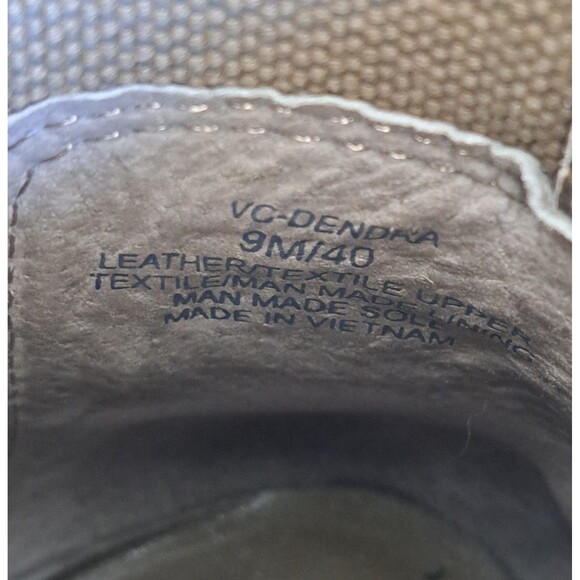 VC-DENDRA
9M/40
LEATHER/TEXTILE UPPER
TEXTILE/MAN MADE LINING
MAN MADE SOLE
MADE IN VIETNAM